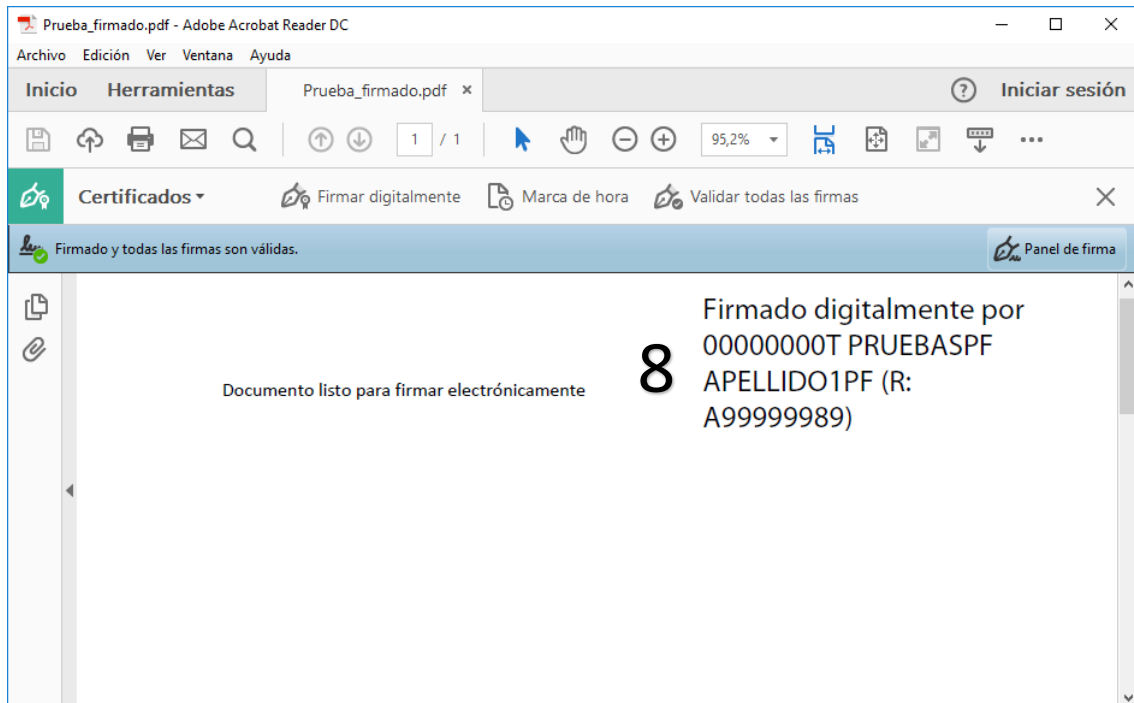 Prueba_firmado.pdf - Adobe Acrobat Reader DC
Archivo Edición Ver Ventana Ayuda
Inicio Herramientas Prueba_firmado.pdf × ? Iniciar sesión
1 / 1 95,2%
Certificados Firmar digitalmente Marca de hora Validar todas las firmas
Firmado y todas las firmas son válidas. Panel de firma
Documento listo para firmar electrónicamente
8
Firmado digitalmente por
00000000T PRUEBASPF
APELLIDO1PF (R:
A99999989)